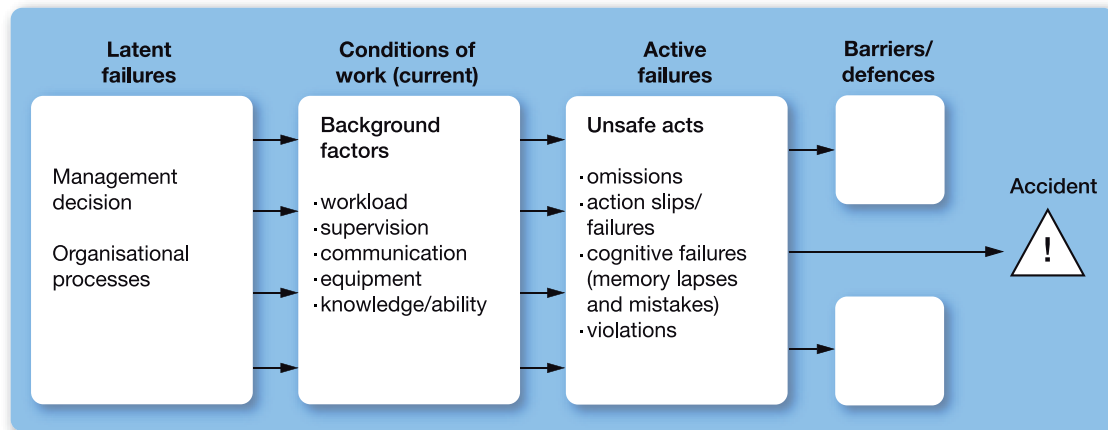 Latent
failures
Conditions of
work (current)
Active
failures
Barriers/
defences
Management
decision
Organisational
processes
Background
factors
· workload
· supervision
· communication
· equipment
· knowledge/ability
Unsafe acts
· omissions
· action slips/
failures
· cognitive failures
(memory lapses
and mistakes)
· violations
Accident
!